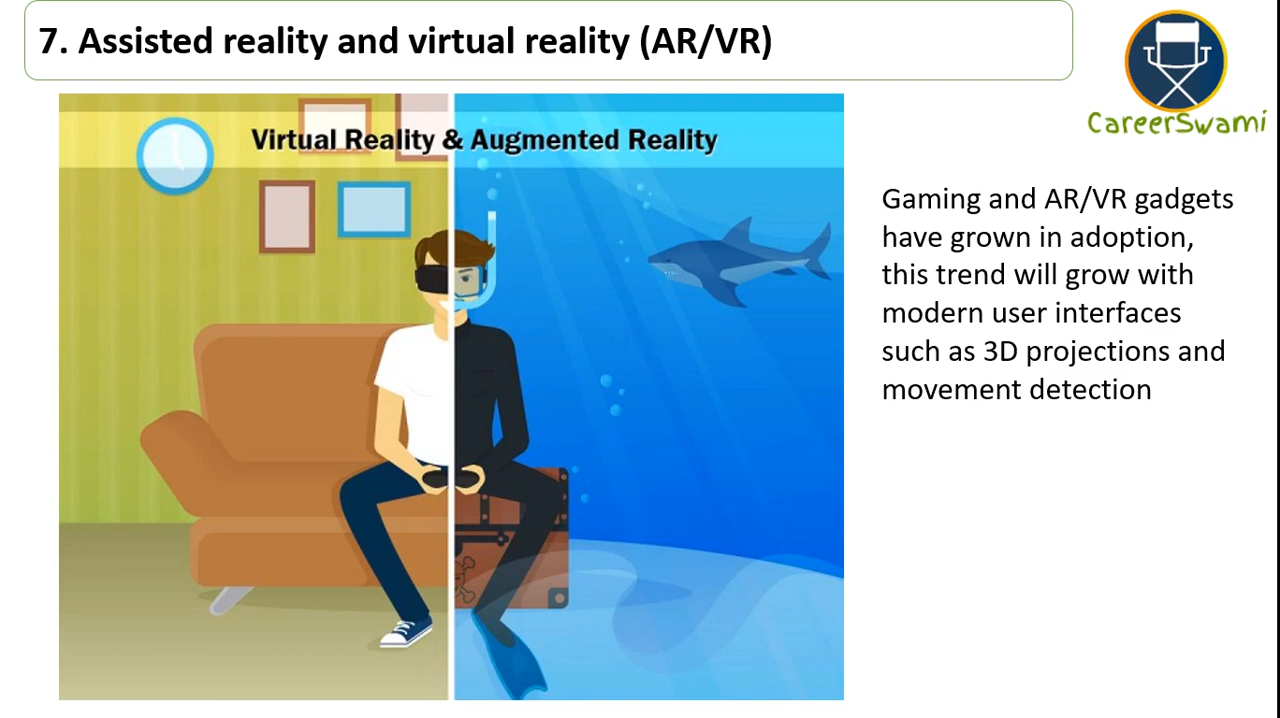 7. Assisted reality and virtual reality (AR/VR)
CareerSwami
Virtual Reality & Augmented Reality
Gaming and AR/VR gadgets
have grown in adoption,
this trend will grow with
modern user interfaces
such as 3D projections and
movement detection